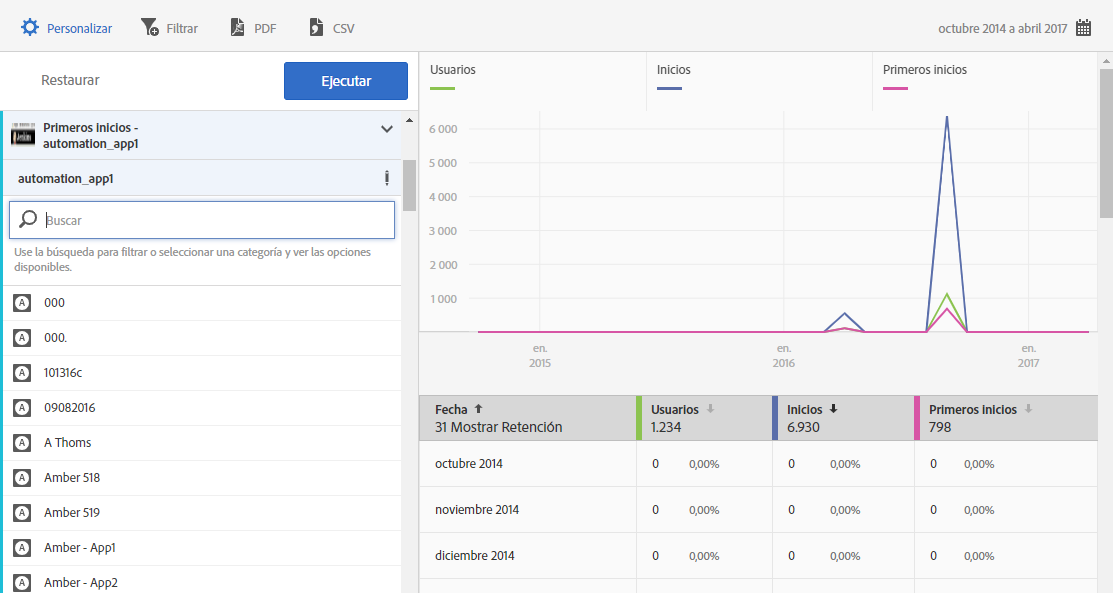 Personalizar Filtrar PDF CSV octubre 2014 a abril 2017
Restaurar Ejecutar
Primeros inicios -
automation_app1
automation_app1
Buscar
Use la búsqueda para filtrar o seleccionar una categoría y ver las opciones
disponibles.
000
000.
101316c
09082016
A Thoms
Amber 518
Amber 519
Amber - App1
Amber - App2
Usuarios Inicios Primeros inicios
6 000
5 000
4 000
3 000
2 000
1 000
en. en. en.
2015 2016 2017
Fecha Usuarios Inicios Primeros inicios
31 Mostrar Retención 1.234 6.930 798
octubre 2014 0 0,00% 0 0,00% 0 0,00%
noviembre 2014 0 0,00% 0 0,00% 0 0,00%
diciembre 2014 0 0,00% 0 0,00% 0 0,00%